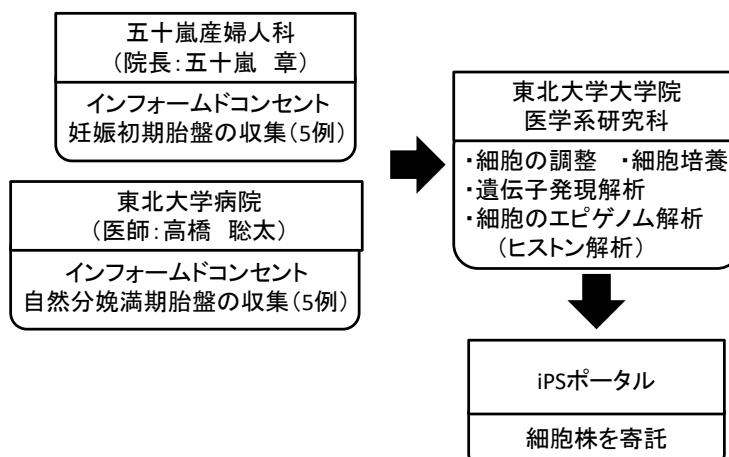 五十嵐産婦人科
(院長:五十嵐 章)
インフォームドコンセント
妊娠初期胎盤の収集(5例)
東北大学病院
(医師:高橋 聡太)
インフォームドコンセント
自然分娩満期胎盤の収集(5例)
東北大学大学院
医学系研究科
・細胞の調整 ・細胞培養
・遺伝子発現解析
・細胞のエピゲノム解析
(ヒストン解析)
iPSポータル
細胞株を寄託